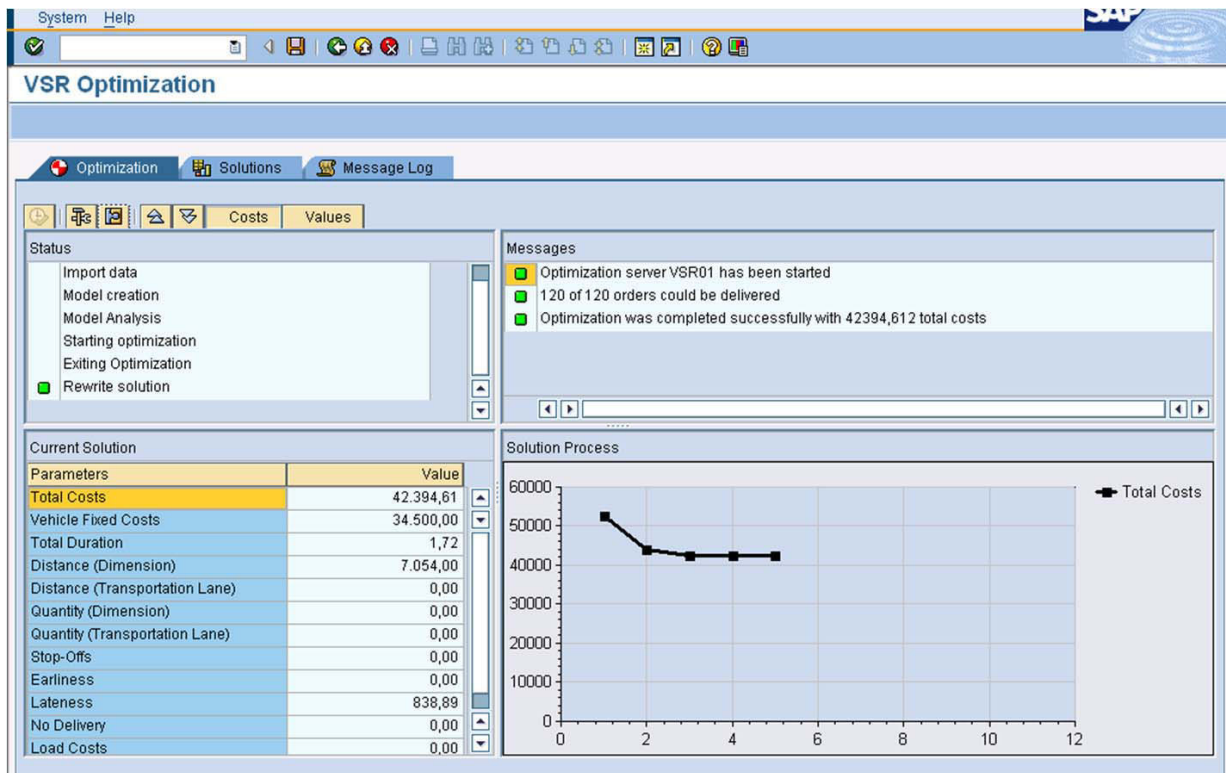 System Help
SAP
VSR Optimization
Optimization Solutions Message Log
Costs Values
Status
Import data
Model creation
Model Analysis
Starting optimization
Exiting Optimization
Rewrite solution
Messages
Optimization server VSR01 has been started
120 of 120 orders could be delivered
Optimization was completed successfully with 42394,612 total costs
Current Solution
Parameters Value
Total Costs 42.394,61
Vehicle Fixed Costs 34.500,00
Total Duration 1,72
Distance (Dimension) 7.054,00
Distance (Transportation Lane) 0,00
Quantity (Dimension) 0,00
Quantity (Transportation Lane) 0,00
Stop-Offs 0,00
Earliness 0,00
Lateness 838,89
No Delivery 0,00
Load Costs 0,00
Solution Process
60000
50000
40000
30000
20000
10000
0
0 2 4 6 8 10 12
Total Costs